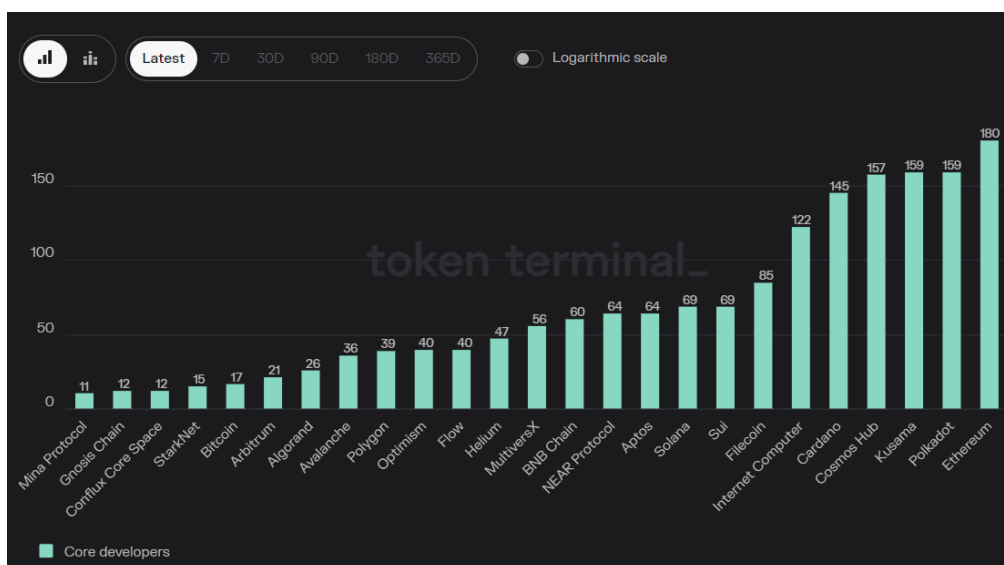 Latest 7D 30D 90D 180D 365D Logarithmic scale
180
157 159 159
150
145
122
token terminal_
100
85
69 69
64 64
60
56
50
47
40 40
39
36
26
21
17
15
12 12
11
0
Mina Protocol
Gnosis Chain
Conflux Core Space
StarkNet
Bitcoin
Arbitrum
Algorand
Avalanche
Polygon
Optimism
Flow
Helium
MultiversX
BNB Chain
NEAR Protocol
Aptos
Solana
Sui
Filecoin
Internet Computer
Cardano
Cosmos Hub
Kusama
Polkadot
Ethereum
Core developers